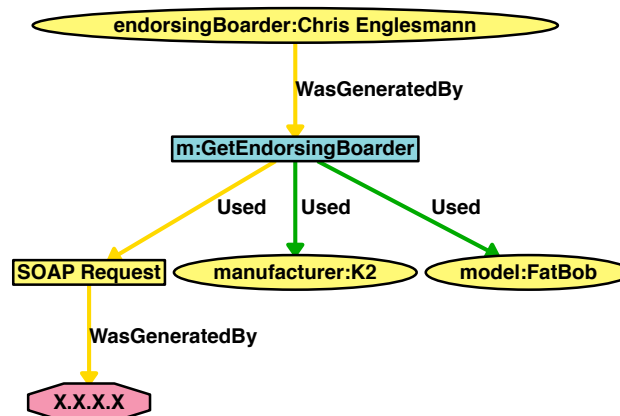 endorsingBoarder:Chris Englesmann
WasGeneratedBy
m:GetEndorsingBoarder
Used
Used
Used
SOAP Request
manufacturer:K2
model:FatBob
WasGeneratedBy
X.X.X.X